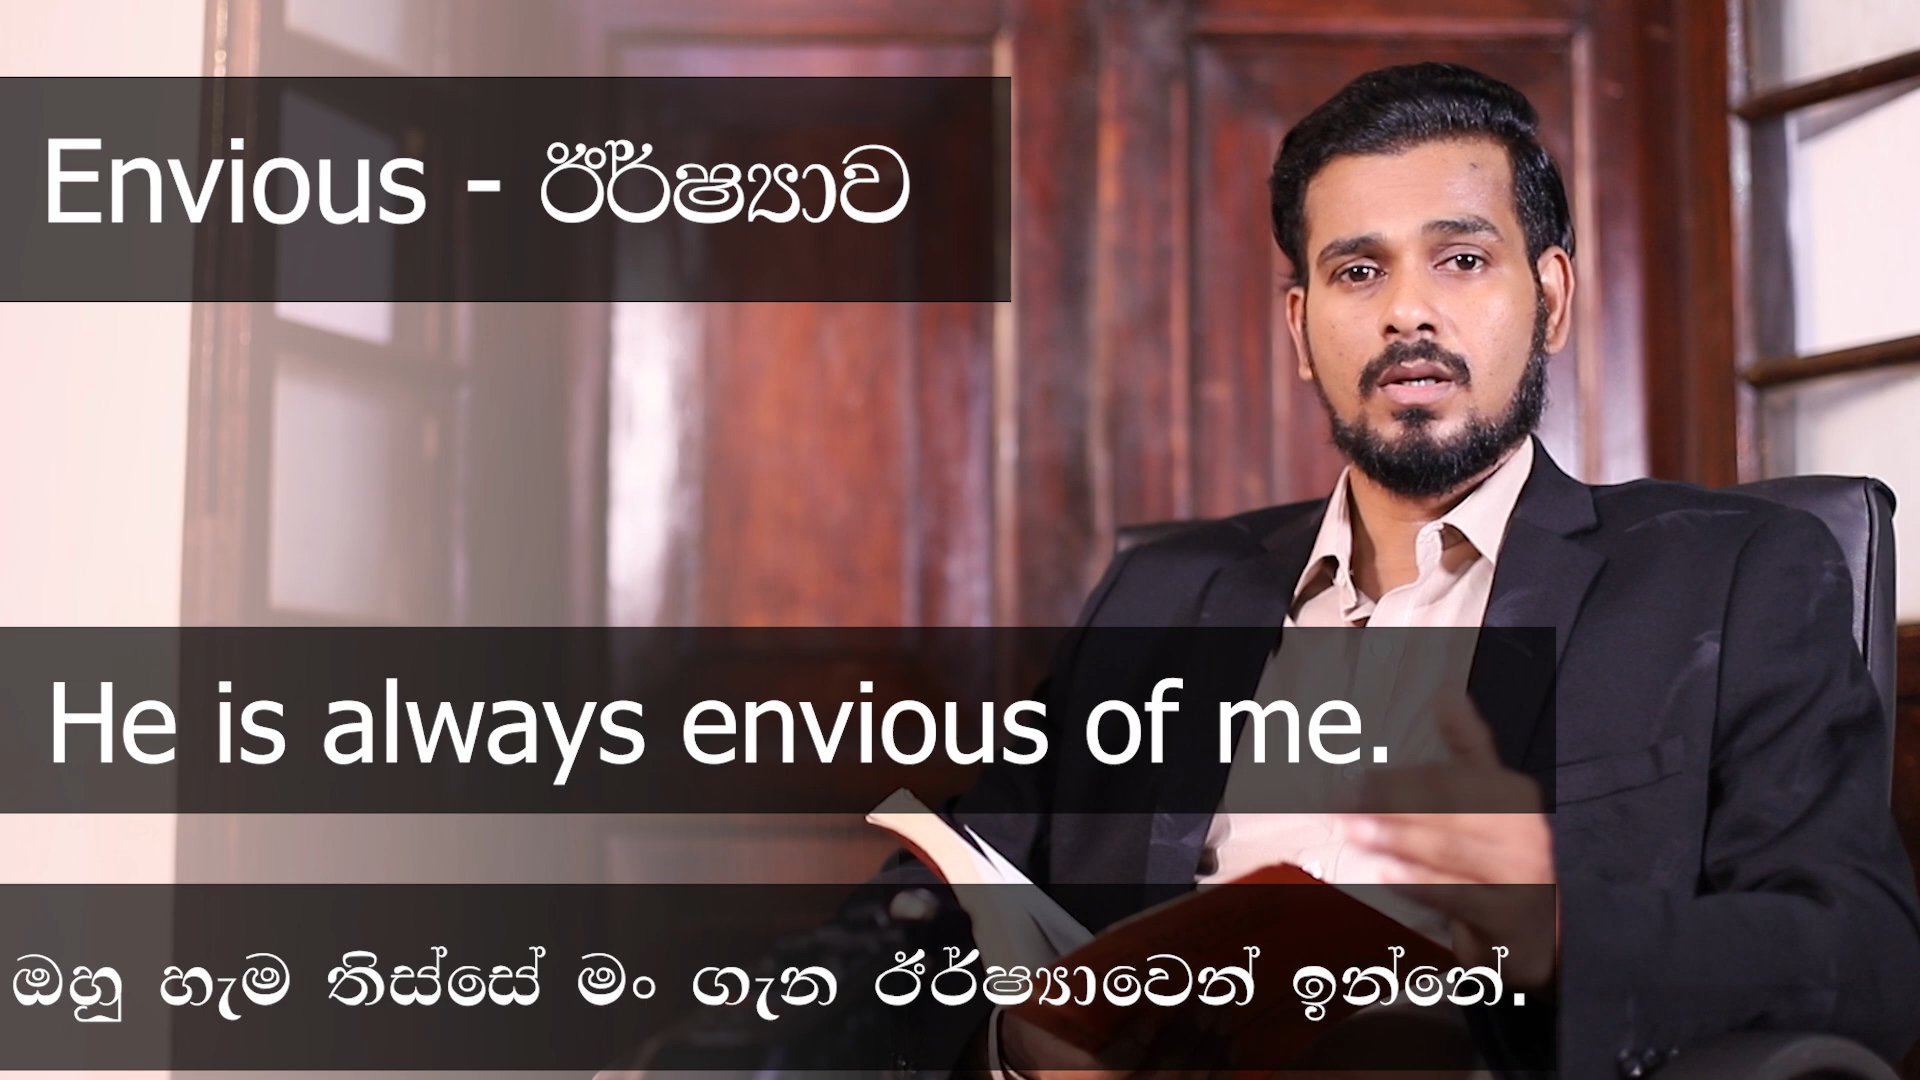 Envious - ඊර්ෂ්‍යාව
He is always envious of me.
ඔහු හැම තිස්සේ මං ගැන ඊර්ෂ්‍යාවෙන් ඉන්නේ.